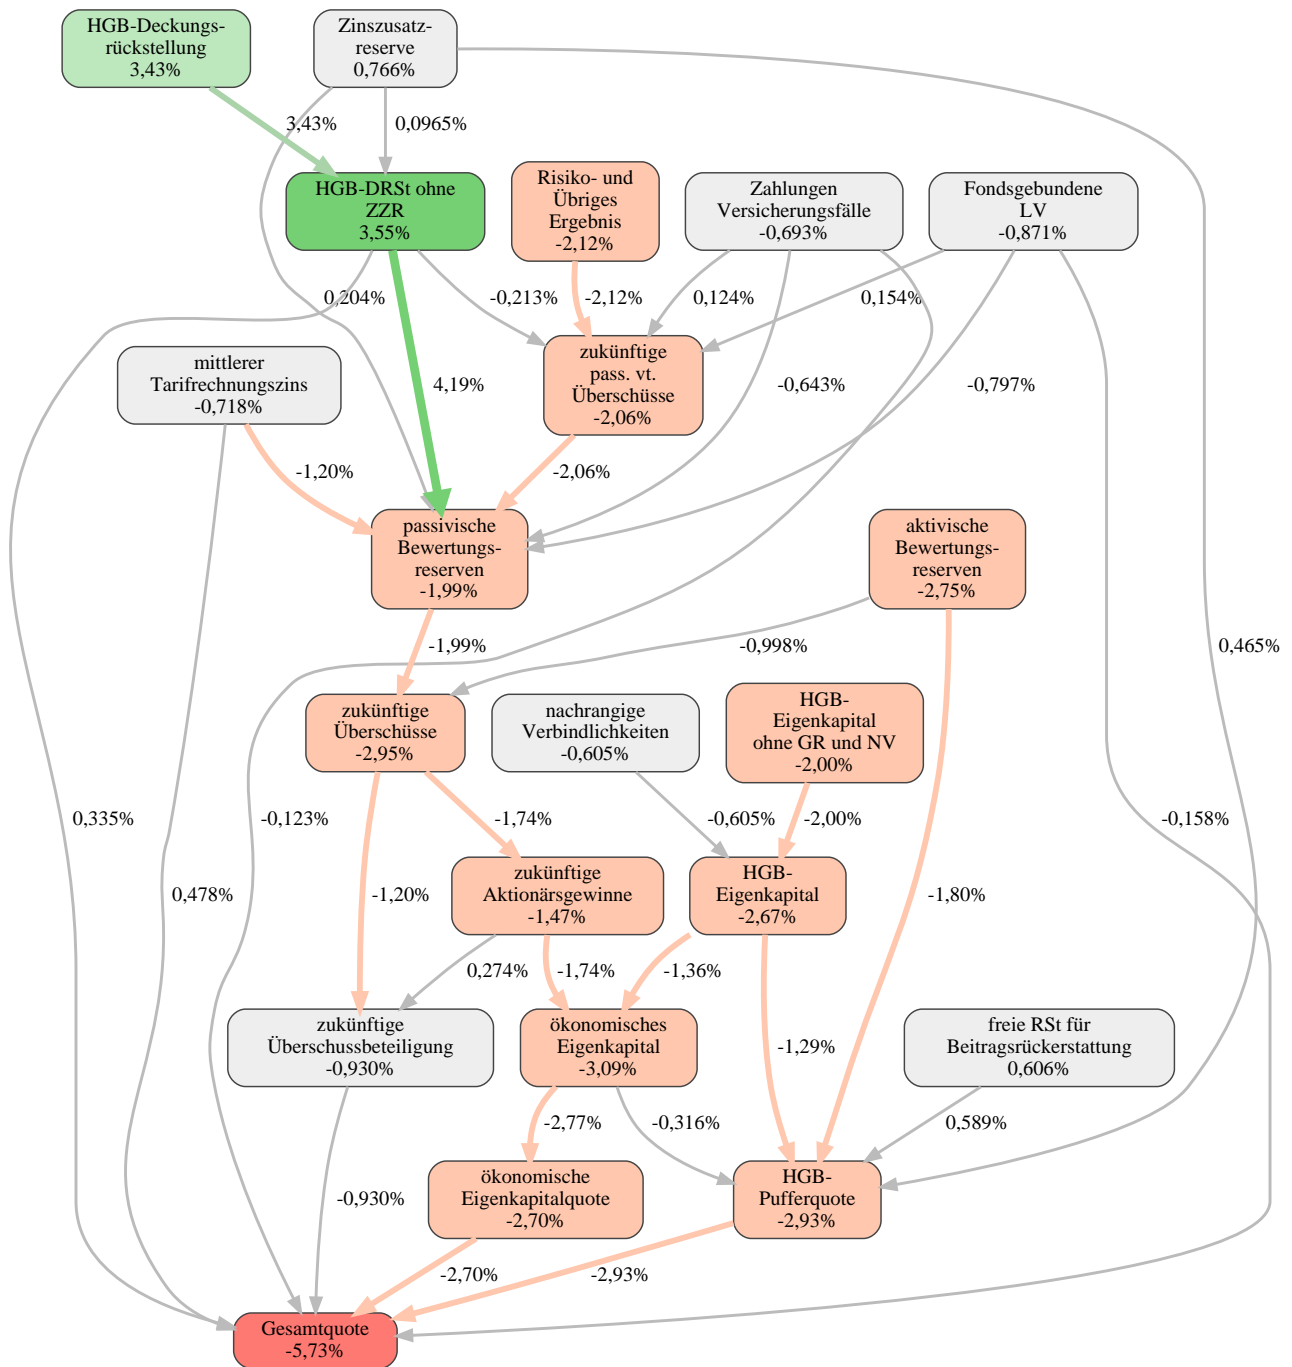 HGB-Deckungs-
rückstellung
3,43%
Zinszusatz-
reserve
0,766%
3,43%
0,0965%
HGB-DRSt ohne
ZZR
3,55%
Risiko- und
Übriges
Ergebnis
-2,12%
Zahlungen
Versicherungsfälle
-0,693%
Fondsgebundene
LV
-0,871%
0,204%
-0,213%
-2,12%
0,124%
0,154%
mittlerer
Tarifrechnungszins
-0,718%
zukünftige
pass. vt.
Überschüsse
-2,06%
4,19%
-0,643%
-0,797%
-1,20%
-2,06%
passivische
Bewertungs-
reserven
-1,99%
aktivische
Bewertungs-
reserven
-2,75%
-1,99%
-0,998%
0,465%
zukünftige
Überschüsse
-2,95%
nachrangige
Verbindlichkeiten
-0,605%
HGB-
Eigenkapital
ohne GR und NV
-2,00%
0,335%
-0,123%
-1,74%
-0,605%
-2,00%
-0,158%
zukünftige
Aktionärsgewinne
-1,47%
HGB-
Eigenkapital
-2,67%
0,478%
-1,20%
-1,80%
0,274%
-1,74%
-1,36%
zukünftige
Überschussbeteiligung
-0,930%
ökonomisches
Eigenkapital
-3,09%
-1,29%
freie RSt für
Beitragsrückerstattung
0,606%
-2,77%
-0,316%
0,589%
-0,930%
ökonomische
Eigenkapitalquote
-2,70%
HGB-
Pufferquote
-2,93%
-2,70%
-2,93%
Gesamtquote
-5,73%